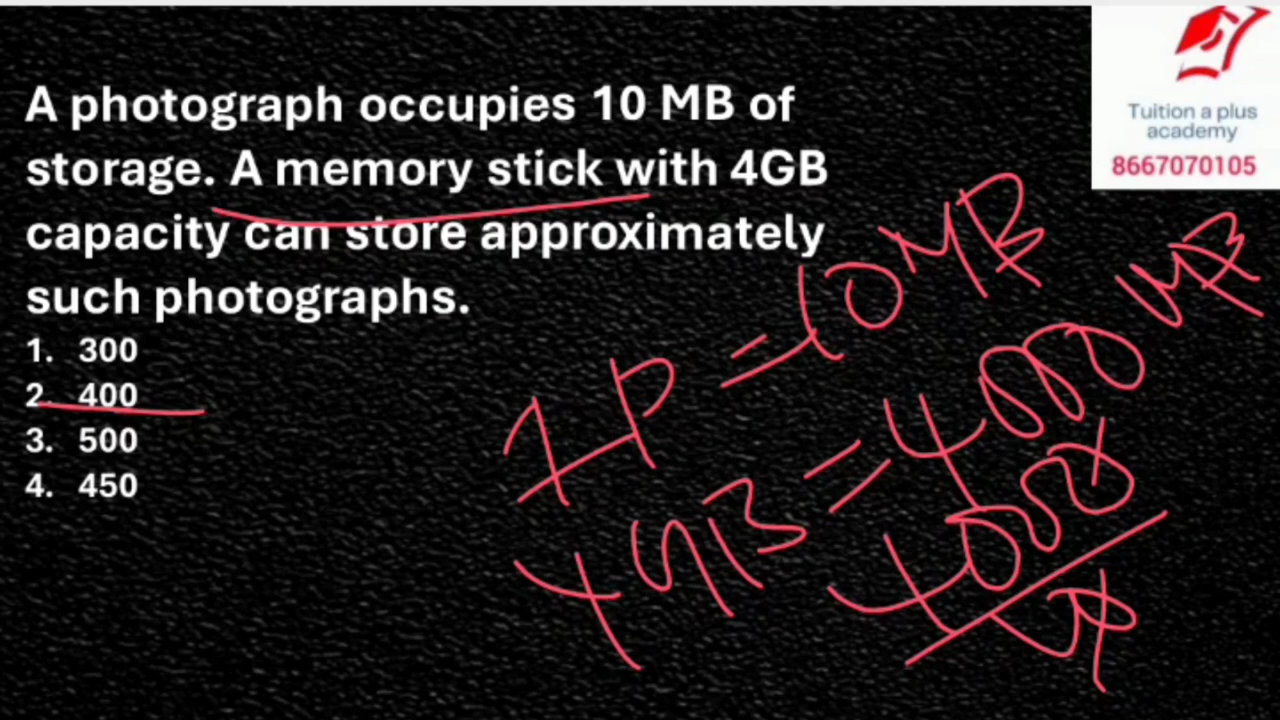 A photograph occupies 10 MB of
storage. A memory stick with 4GB
capacity can store approximately
such photographs.
1. 300
2. 400
3. 500
4. 450
Tuition a plus
academy
8667070105
1P = 10MB
4GB = 4000 MB
4000
10